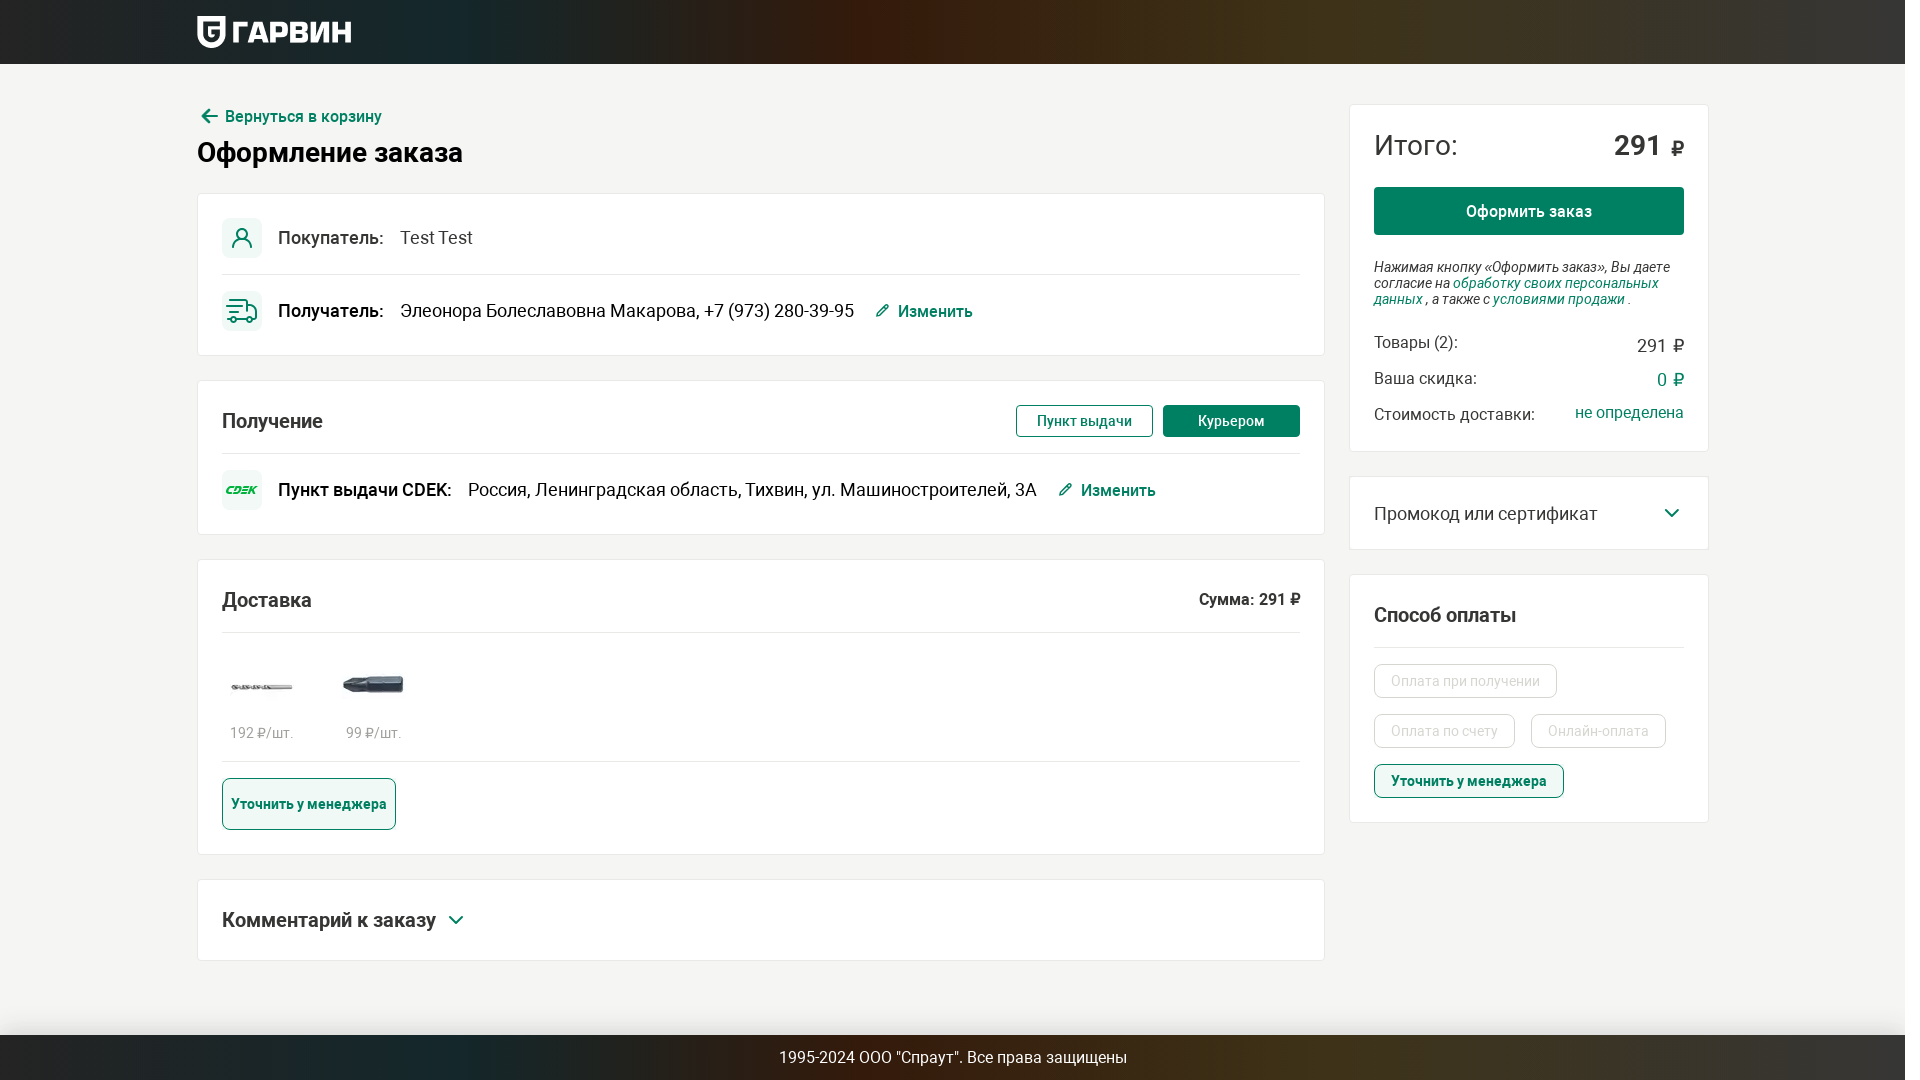 ГАРВИН
Вернуться в корзину
Оформление заказа
Покупатель: Test Test
Получатель: Элеонора Болеславовна Макарова, +7 (973) 280-39-95 Изменить
Получение
Пункт выдачи
Курьером
CDEK
Пункт выдачи CDEK: Россия, Ленинградская область, Тихвин, ул. Машиностроителей, 3А Изменить
Доставка
Сумма: 291 ₽
192 ₽/шт.
99 ₽/шт.
Уточнить у менеджера
Комментарий к заказу
Итого: 291 ₽
Оформить заказ
Нажимая кнопку «Оформить заказ», Вы даете
согласие на обработку своих персональных
данных , а также с условиями продажи .
Товары (2): 291 ₽
Ваша скидка: 0 ₽
Стоимость доставки: не определена
Промокод или сертификат
Способ оплаты
Оплата при получении
Оплата по счету
Онлайн-оплата
Уточнить у менеджера
1995-2024 ООО "Спраут". Все права защищены